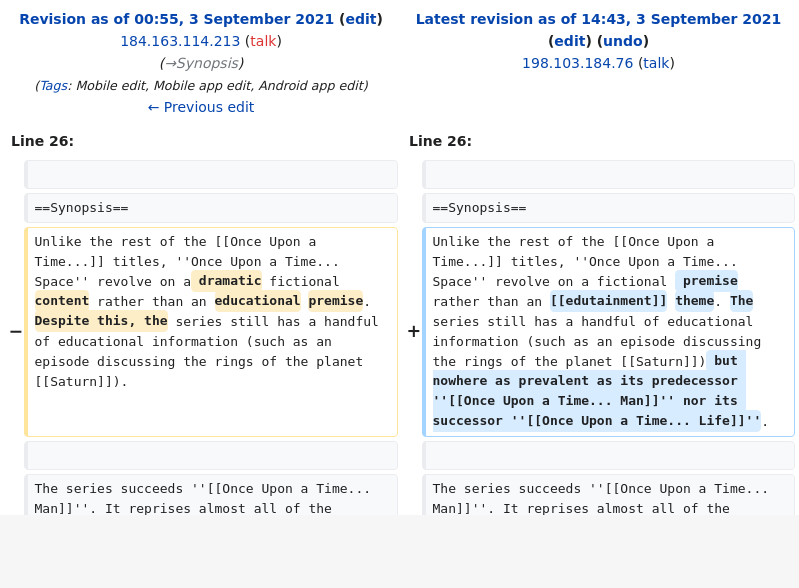 Revision as of 00:55, 3 September 2021 (edit)
184.163.114.213 (talk)
(→Synopsis)
(Tags: Mobile edit, Mobile app edit, Android app edit)
← Previous edit
Latest revision as of 14:43, 3 September 2021
(edit) (undo)
198.103.184.76 (talk)
Line 26:
Line 26:
==Synopsis==
==Synopsis==
−
Unlike the rest of the [[Once Upon a
Time...]] titles, ''Once Upon a Time...
Space'' revolve on a dramatic fictional
content rather than an educational premise.
Despite this, the series still has a handful
of educational information (such as an
episode discussing the rings of the planet
[[Saturn]]).
+
Unlike the rest of the [[Once Upon a
Time...]] titles, ''Once Upon a Time...
Space'' revolve on a fictional premise
rather than an [[edutainment]] theme. The
series still has a handful of educational
information (such as an episode discussing
the rings of the planet [[Saturn]]) but
nowhere as prevalent as its predecessor
''[[Once Upon a Time... Man]]'' nor its
successor ''[[Once Upon a Time... Life]]''.
The series succeeds ''[[Once Upon a Time...
Man]]''. It reprises almost all of the
The series succeeds ''[[Once Upon a Time...
Man]]''. It reprises almost all of the